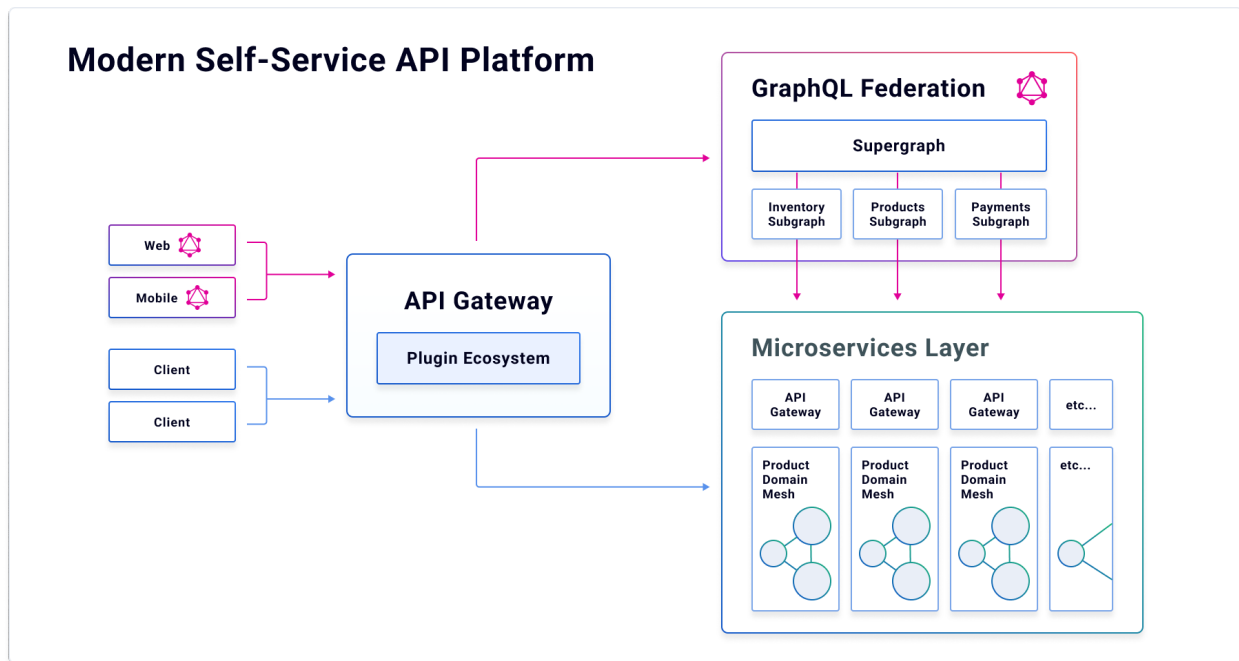 Modern Self-Service API Platform
Web
Mobile
Client
Client
API Gateway
Plugin Ecosystem
GraphQL Federation
Supergraph
Inventory
Subgraph
Products
Subgraph
Payments
Subgraph
Microservices Layer
API
Gateway
API
Gateway
API
Gateway
etc...
Product
Domain
Mesh
Product
Domain
Mesh
Product
Domain
Mesh
etc...